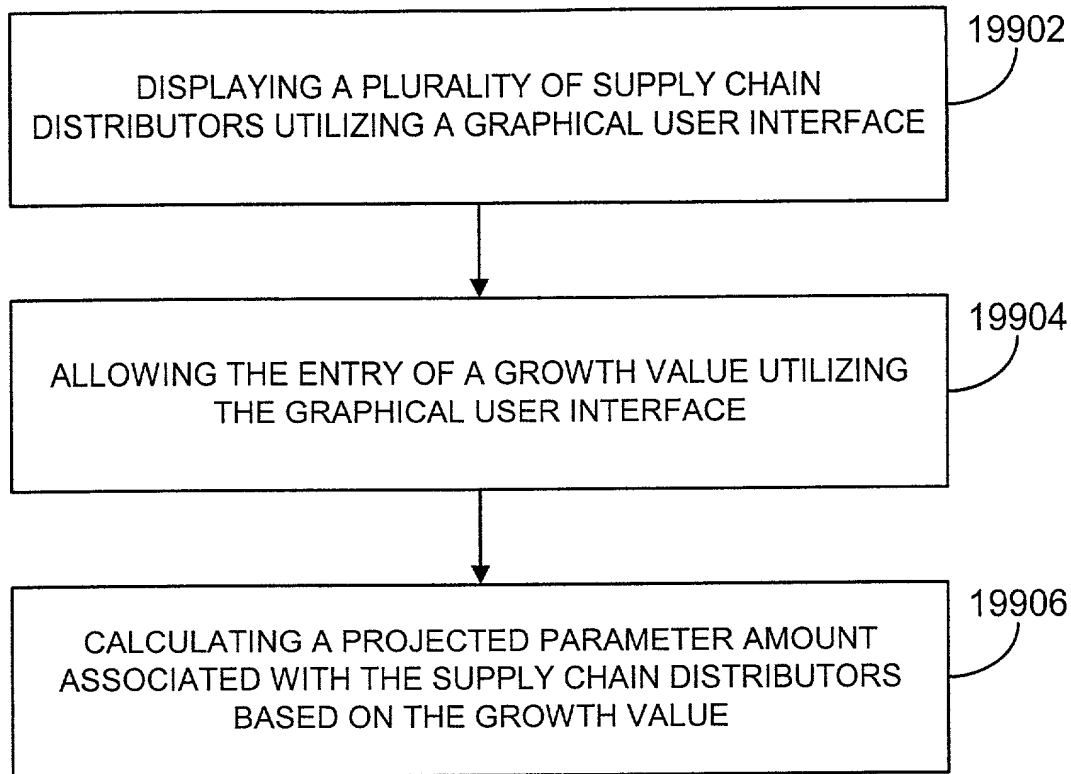 19902
DISPLAYING A PLURALITY OF SUPPLY CHAIN
DISTRIBUTORS UTILIZING A GRAPHICAL USER INTERFACE
19904
ALLOWING THE ENTRY OF A GROWTH VALUE UTILIZING
THE GRAPHICAL USER INTERFACE
19906
CALCULATING A PROJECTED PARAMETER AMOUNT
ASSOCIATED WITH THE SUPPLY CHAIN DISTRIBUTORS
BASED ON THE GROWTH VALUE